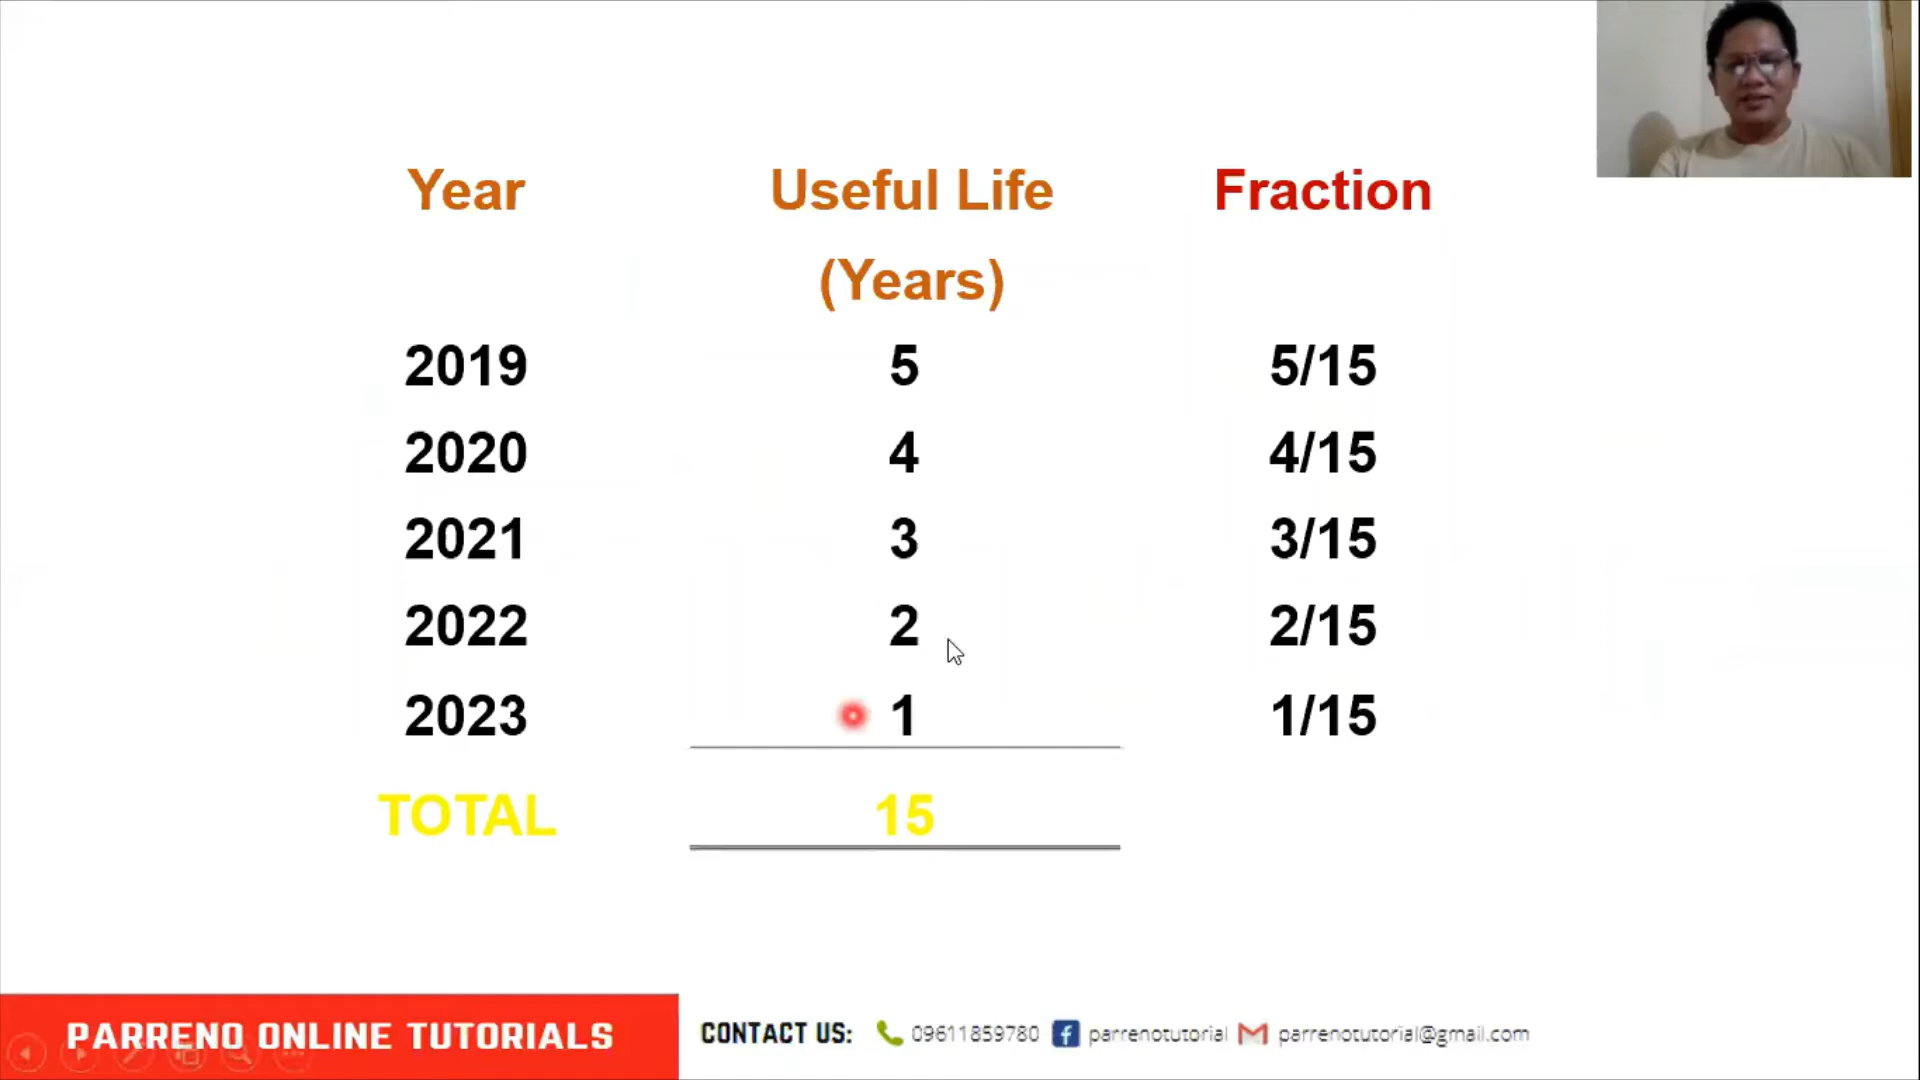 Year Useful Life Fraction
(Years)
2019 5 5/15
2020 4 4/15
2021 3 3/15
2022 2 2/15
2023 1 1/15
TOTAL 15
PARRENO ONLINE TUTORIALS CONTACT US: 09611859780 parrenotutorial parrenotutorial@gmail.com